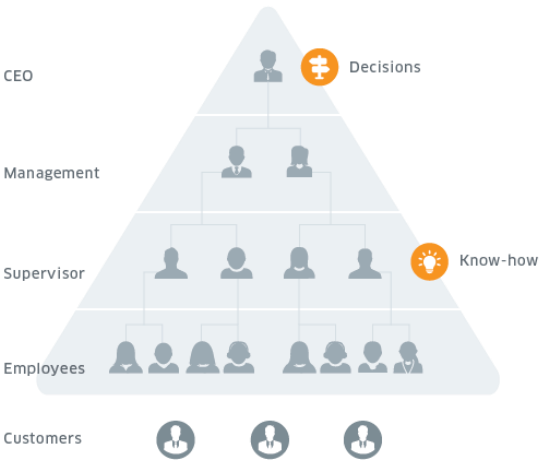 CEO
Decisions
Management
Know-how
Supervisor
Employees
Customers